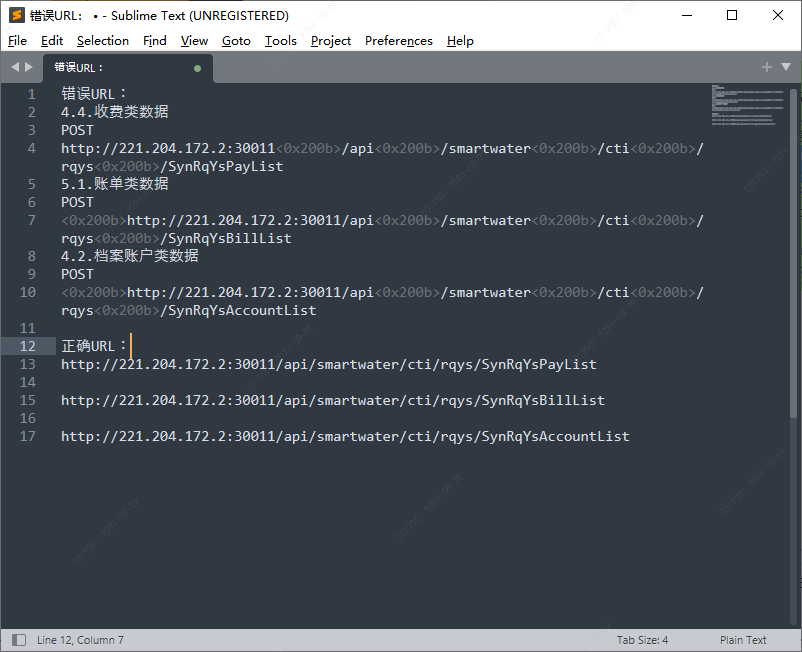 错误URL： • - Sublime Text (UNREGISTERED)
File Edit Selection Find View Goto Tools Project Preferences Help
错误URL：
1 错误URL：
2 4.4.收费类数据
3 POST
4 http://221.204.172.2:30011<0x200b>/api<0x200b>/smartwater<0x200b>/cti<0x200b>/
rqys<0x200b>/SynRqYsPayList
5 5.1.账单类数据
6 POST
7 <0x200b>http://221.204.172.2:30011/api<0x200b>/smartwater<0x200b>/cti<0x200b>/
rqys<0x200b>/SynRqYsBillList
8 4.2.档案账户类数据
9 POST
10 <0x200b>http://221.204.172.2:30011/api<0x200b>/smartwater<0x200b>/cti<0x200b>/
rqys<0x200b>/SynRqYsAccountList
11
12 正确URL：
13 http://221.204.172.2:30011/api/smartwater/cti/rqys/SynRqYsPayList
14
15 http://221.204.172.2:30011/api/smartwater/cti/rqys/SynRqYsBillList
16
17 http://221.204.172.2:30011/api/smartwater/cti/rqys/SynRqYsAccountList
Line 12, Column 7 Tab Size: 4 Plain Text